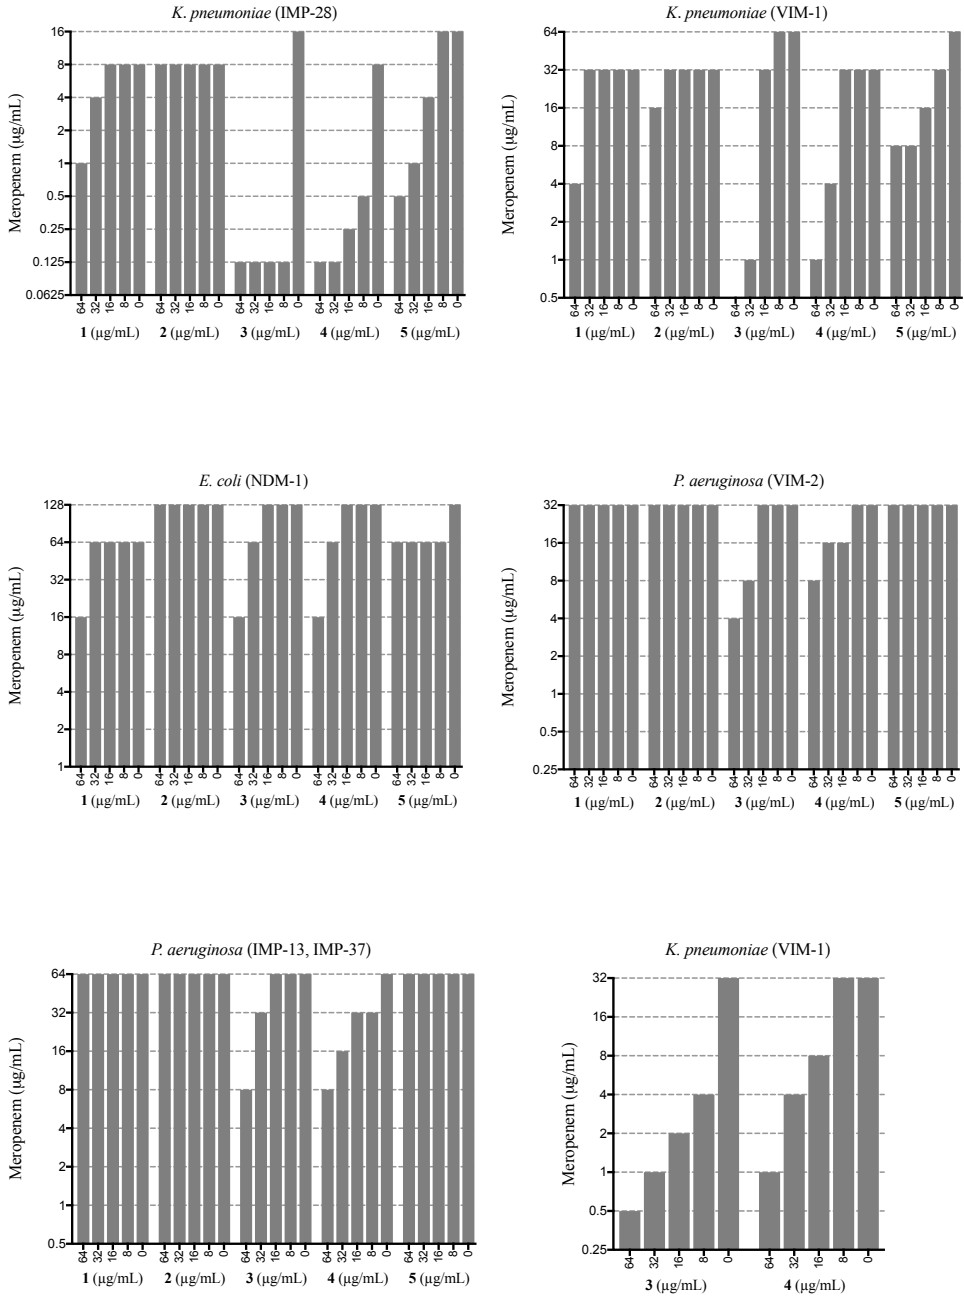 K. pneumoniae (IMP-28)
Meropenem (µg/mL)
16
8
4
2
1
0.5
0.25
0.125
0.0625
64 32 16 8 0 64 32 16 8 0 64 32 16 8 0 64 32 16 8 0 64 32 16 8 0
1 (µg/mL) 2 (µg/mL) 3 (µg/mL) 4 (µg/mL) 5 (µg/mL)
K. pneumoniae (VIM-1)
Meropenem (µg/mL)
64
32
16
8
4
2
1
0.5
64 32 16 8 0 64 32 16 8 0 64 32 16 8 0 64 32 16 8 0 64 32 16 8 0
1 (µg/mL) 2 (µg/mL) 3 (µg/mL) 4 (µg/mL) 5 (µg/mL)
E. coli (NDM-1)
Meropenem (µg/mL)
128
64
32
16
8
4
2
1
64 32 16 8 0 64 32 16 8 0 64 32 16 8 0 64 32 16 8 0 64 32 16 8 0
1 (µg/mL) 2 (µg/mL) 3 (µg/mL) 4 (µg/mL) 5 (µg/mL)
P. aeruginosa (VIM-2)
Meropenem (µg/mL)
32
16
8
4
2
1
0.5
0.25
64 32 16 8 0 64 32 16 8 0 64 32 16 8 0 64 32 16 8 0 64 32 16 8 0
1 (µg/mL) 2 (µg/mL) 3 (µg/mL) 4 (µg/mL) 5 (µg/mL)
P. aeruginosa (IMP-13, IMP-37)
Meropenem (µg/mL)
64
32
16
8
4
2
1
0.5
64 32 16 8 0 64 32 16 8 0 64 32 16 8 0 64 32 16 8 0 64 32 16 8 0
1 (µg/mL) 2 (µg/mL) 3 (µg/mL) 4 (µg/mL) 5 (µg/mL)
K. pneumoniae (VIM-1)
Meropenem (µg/mL)
32
16
8
4
2
1
0.5
0.25
64 32 16 8 0 64 32 16 8 0
3 (µg/mL) 4 (µg/mL)